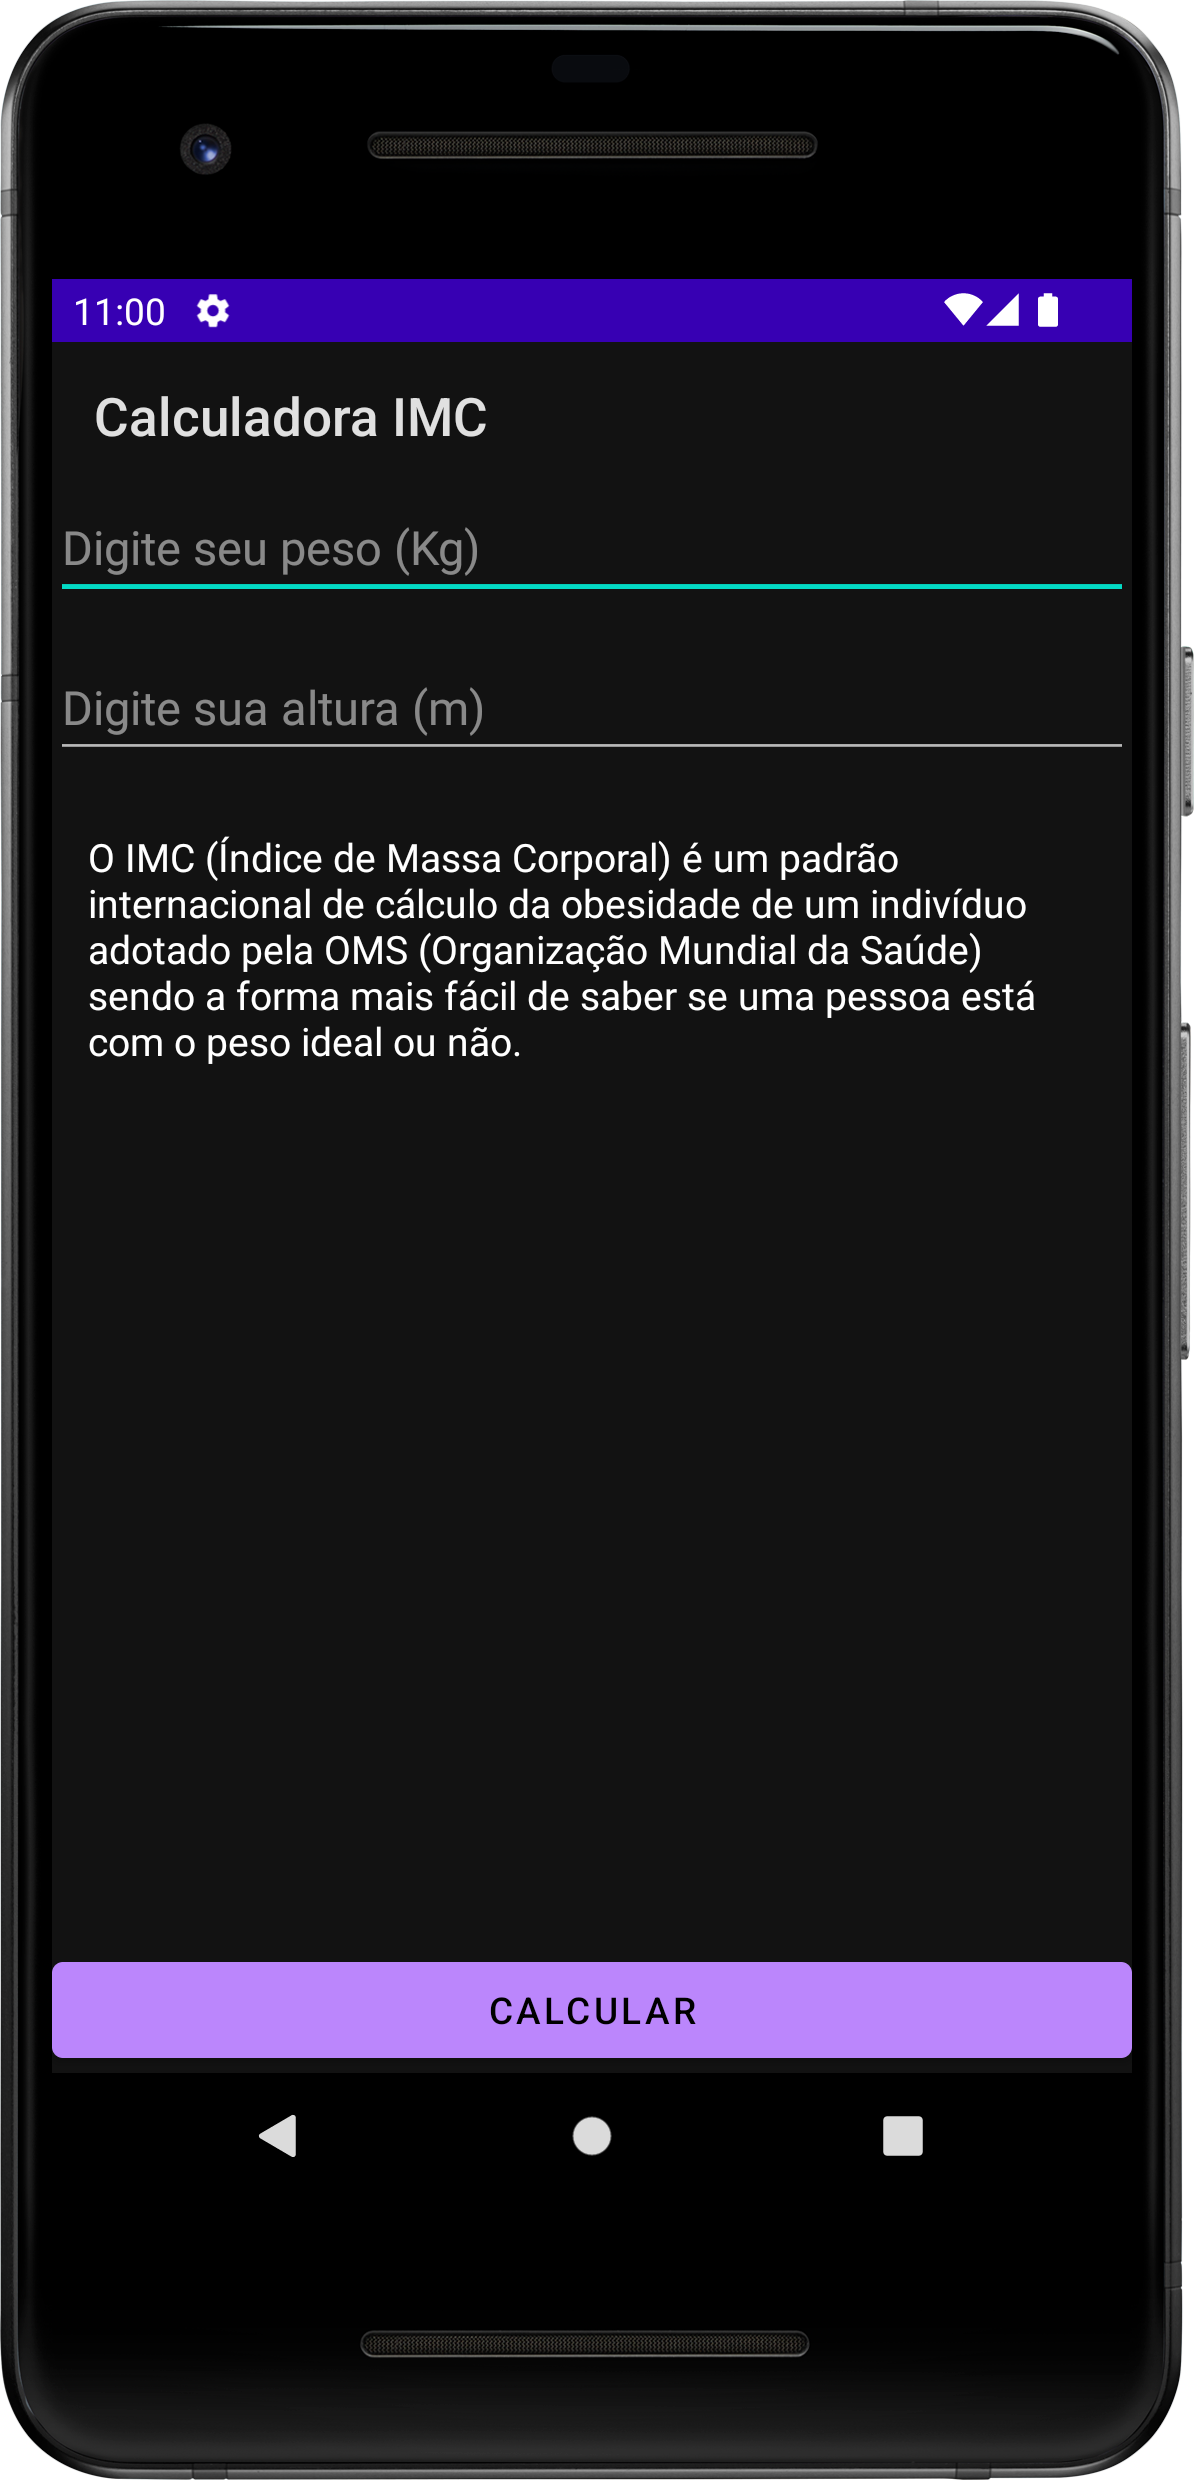 11:00
Calculadora IMC
Digite seu peso (Kg)
Digite sua altura (m)
O IMC (Índice de Massa Corporal) é um padrão
internacional de cálculo da obesidade de um indivíduo
adotado pela OMS (Organização Mundial da Saúde)
sendo a forma mais fácil de saber se uma pessoa está
com o peso ideal ou não.
CALCULAR